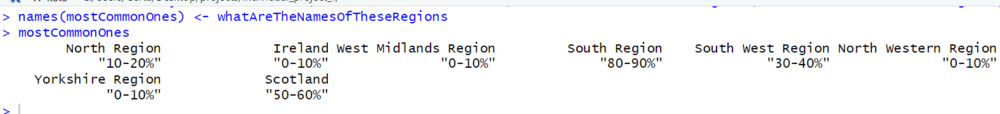 > names(mostCommonOnes) <- whatAreTheNamesOfTheseRegions
> mostCommonOnes
North Region Ireland West Midlands Region South Region South West Region North Western Region
"10-20%" "0-10%" "0-10%" "80-90%" "30-40%" "0-10%"
Yorkshire Region Scotland
"0-10%" "50-60%"
>